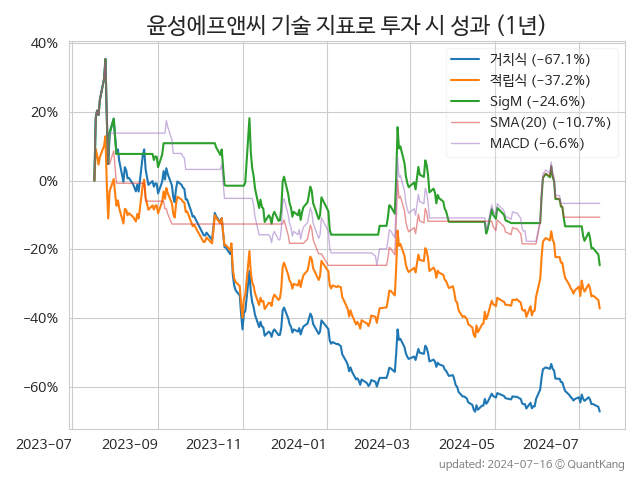 윤성에프앤씨 기술 지표로 투자 시 성과 (1년)
40%
20%
0%
−20%
−40%
−60%
거치식 (−67.1%)
적립식 (−37.2%)
SigM (−24.6%)
SMA(20) (−10.7%)
MACD (−6.6%)
2023-07 2023-09 2023-11 2024-01 2024-03 2024-05 2024-07
updated: 2024-07-16 ⓒ QuantKang